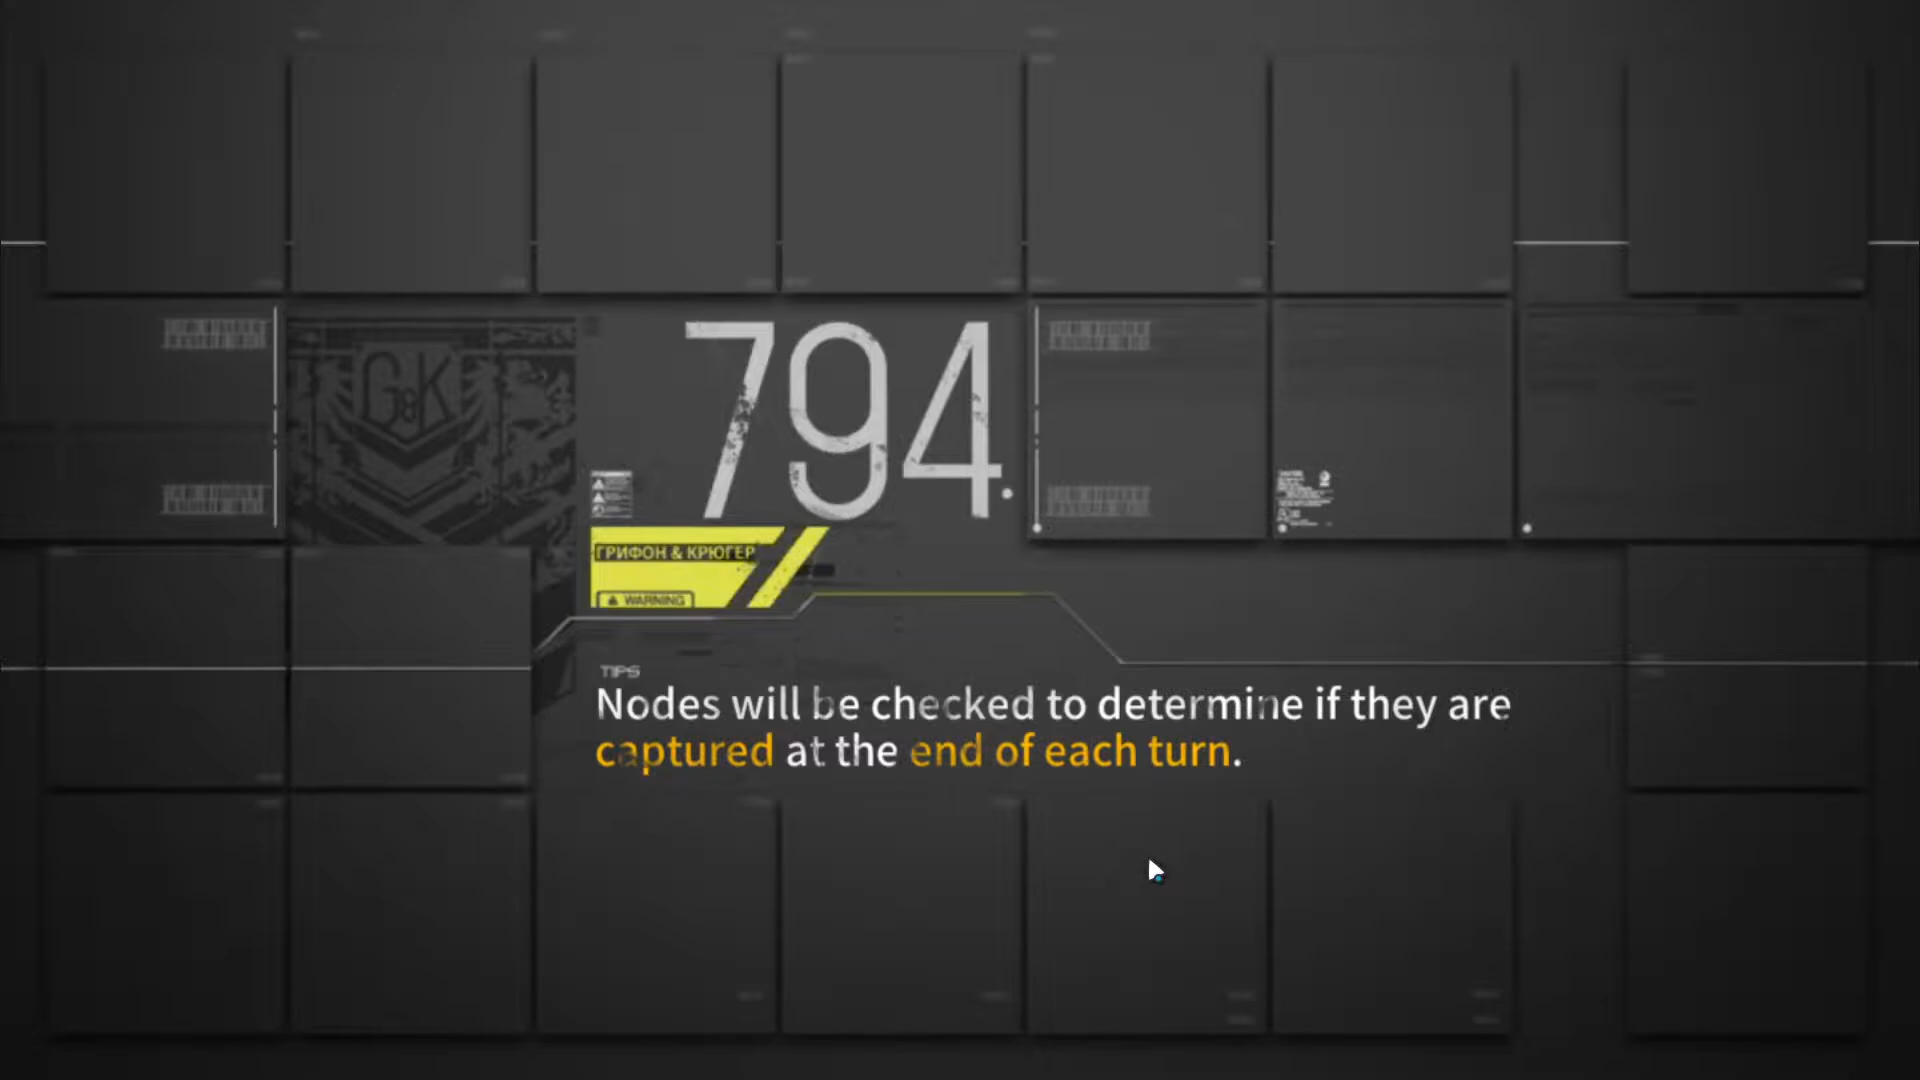 G&K
794.
ГРИФОН & КРЮГЕР
WARNING
TIPS
Nodes will be checked to determine if they are
captured at the end of each turn.